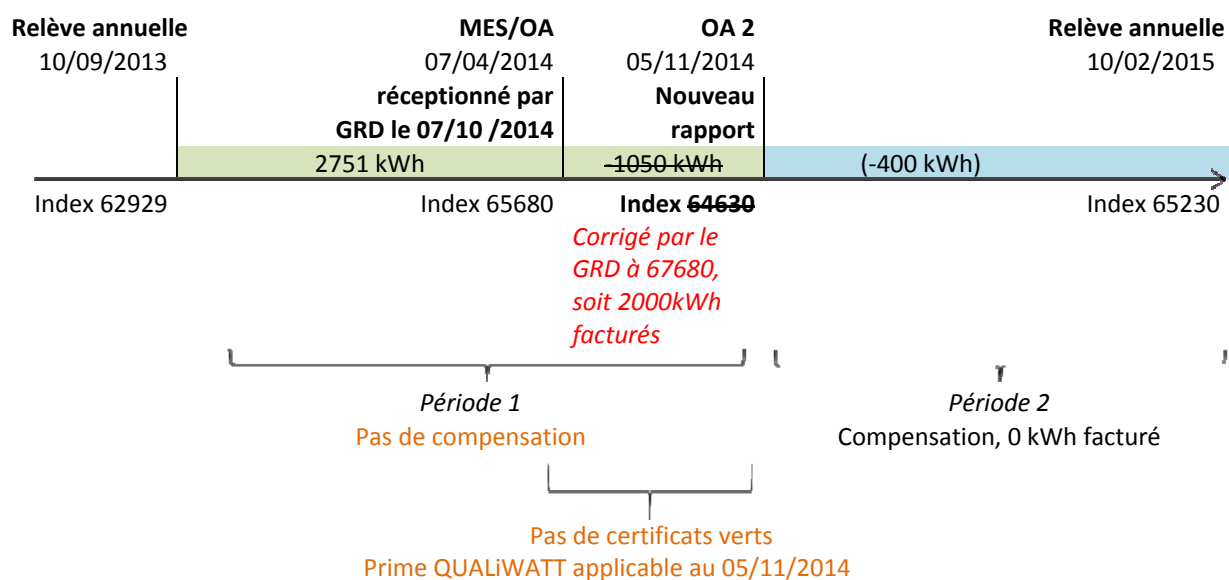 Relève annuelle MES/OA OA 2 Relève annuelle
10/09/2013 07/04/2014 05/11/2014 10/02/2015
réceptionné par Nouveau
GRD le 07/10 /2014 rapport
2751 kWh -1050 kWh (-400 kWh)
Index 62929 Index 65680 Index 64630 Index 65230
Corrigé par le
GRD à 67680,
soit 2000kWh
facturés
Période 1 Période 2
Pas de compensation Compensation, 0 kWh facturé
Pas de certificats verts
Prime QUALiWATT applicable au 05/11/2014